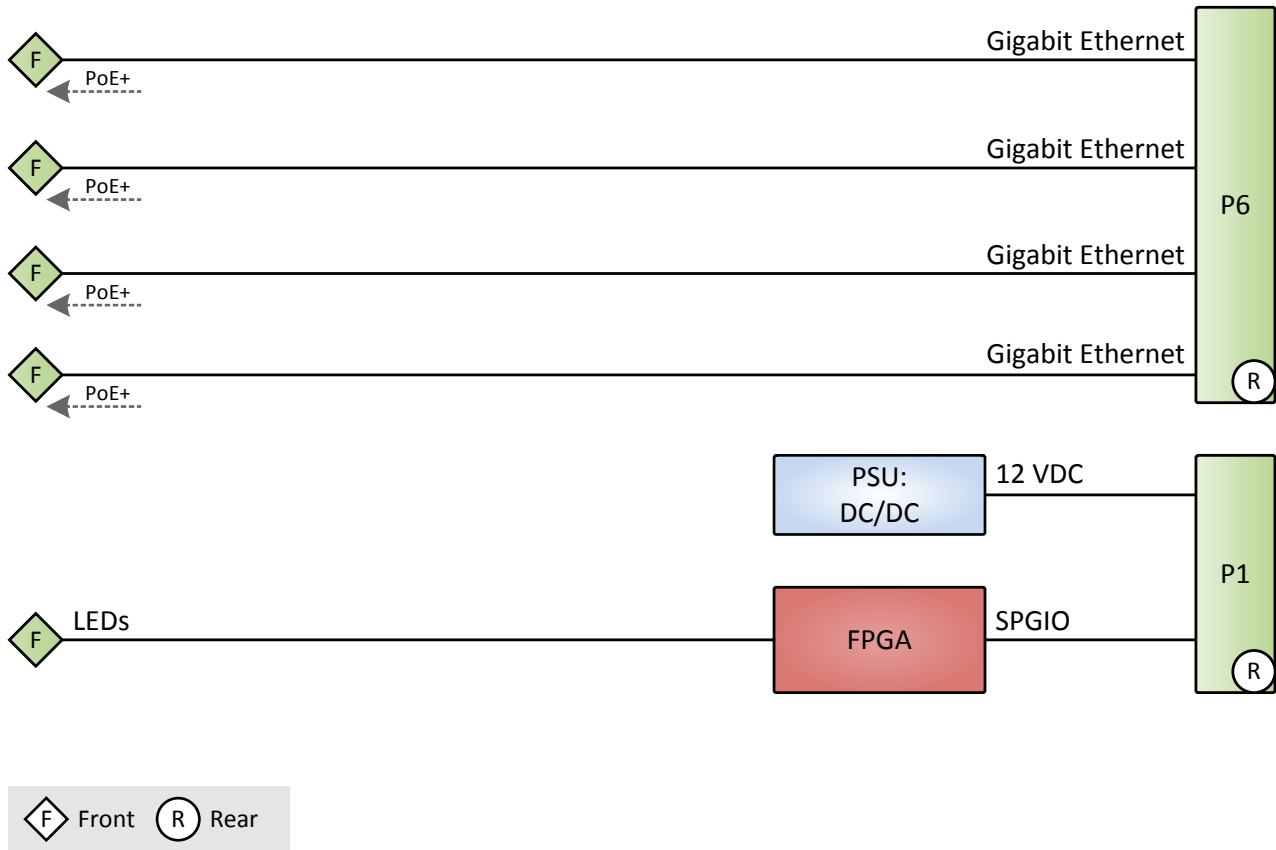 Gigabit Ethernet
F
PoE+
Gigabit Ethernet
F
PoE+
P6
Gigabit Ethernet
F
PoE+
Gigabit Ethernet
F
PoE+
R
PSU:
DC/DC
12 VDC
P1
F
LEDs
FPGA
SPGIO
R
F Front R Rear